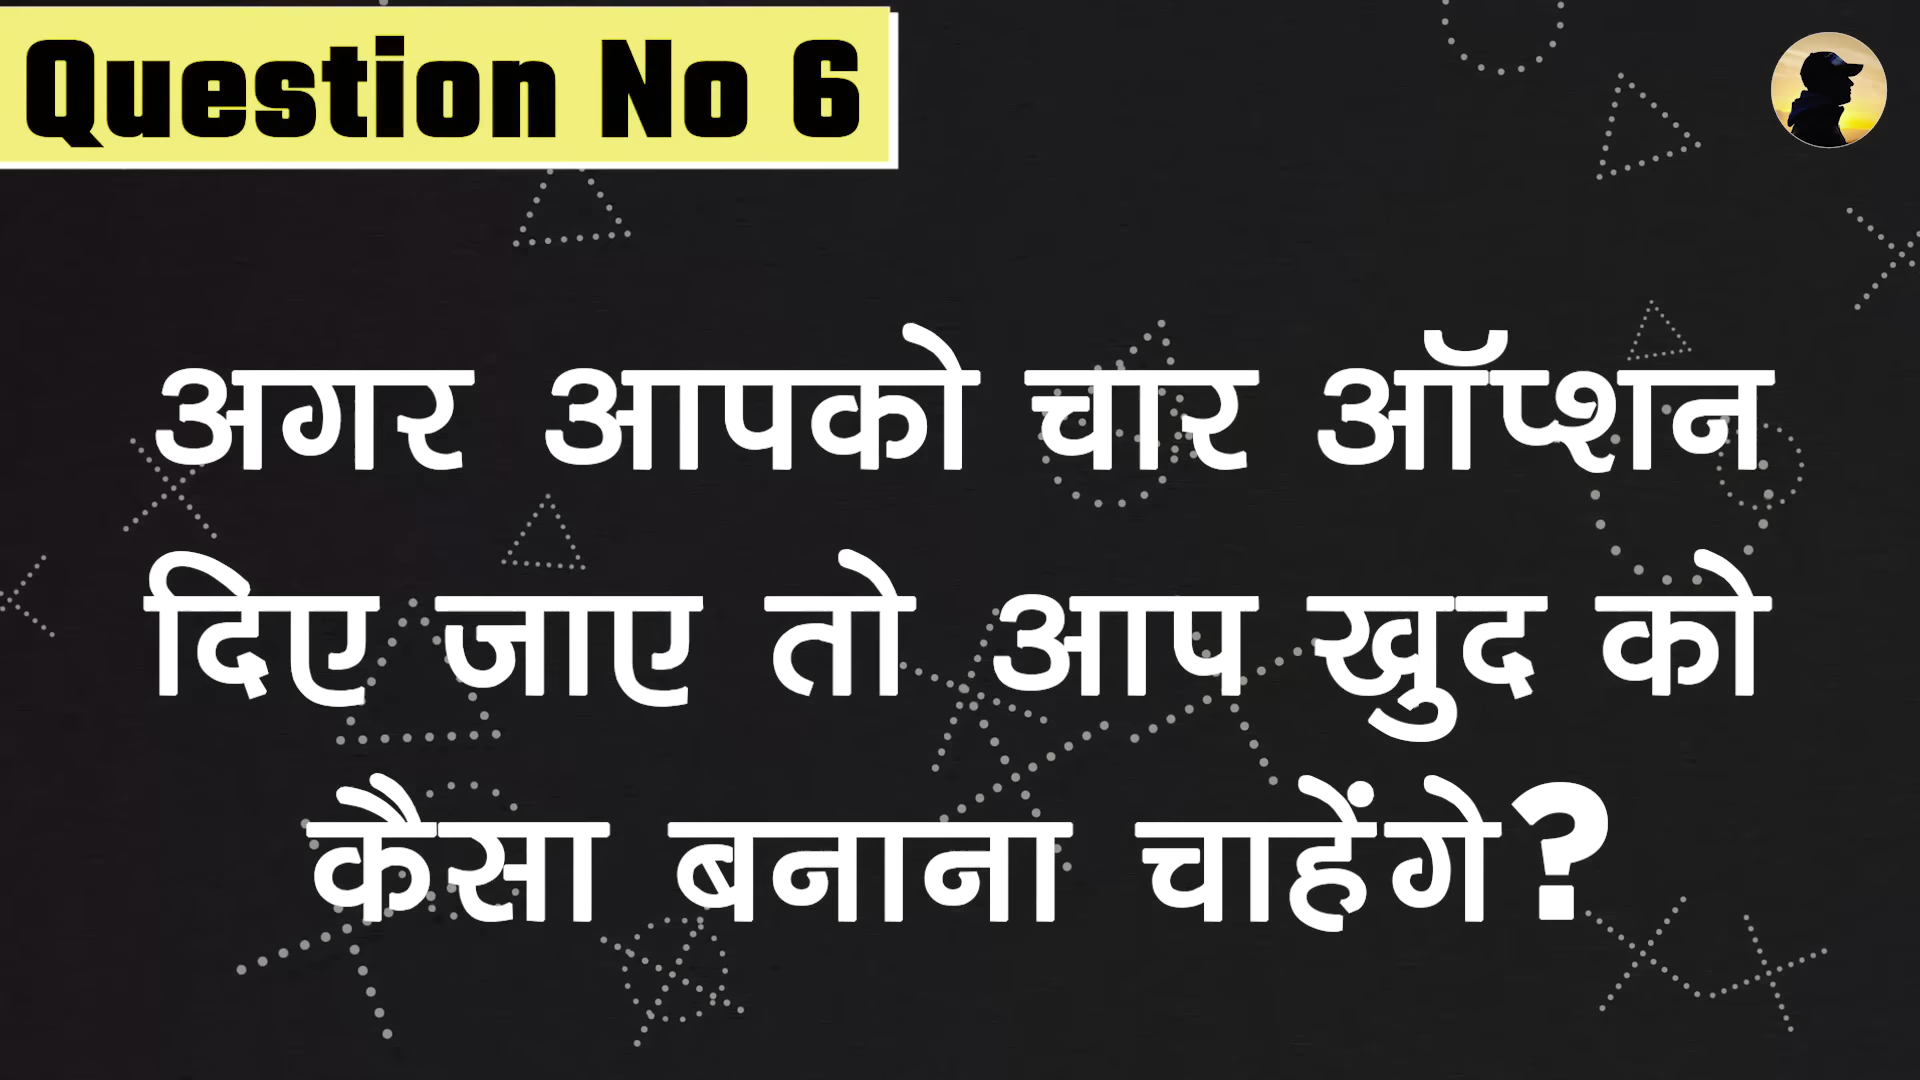 Question No 6
अगर आपको चार ऑप्शन
दिए जाए तो आप खुद को
कैसा बनाना चाहेंगे?